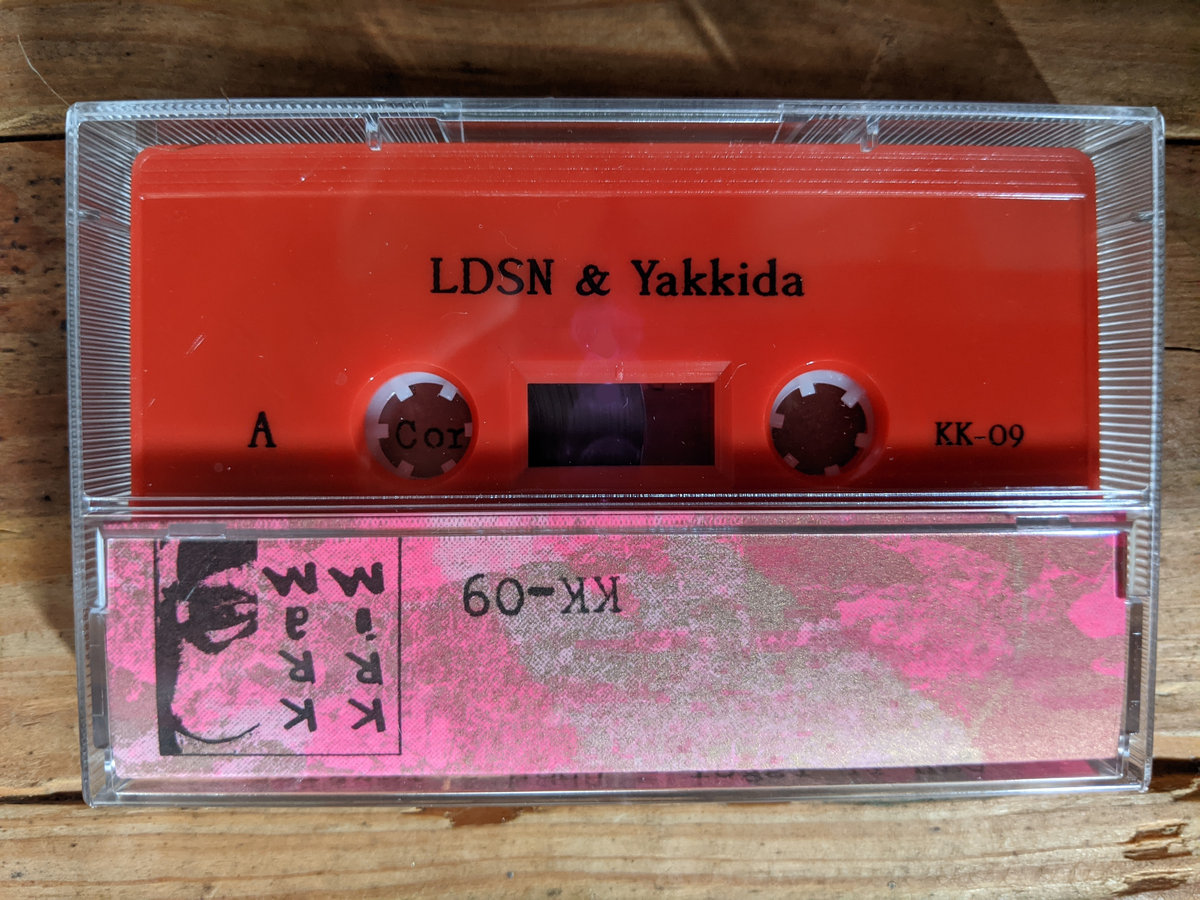 LDSN & Yakkida
A
Cor
KK-09
KK-09